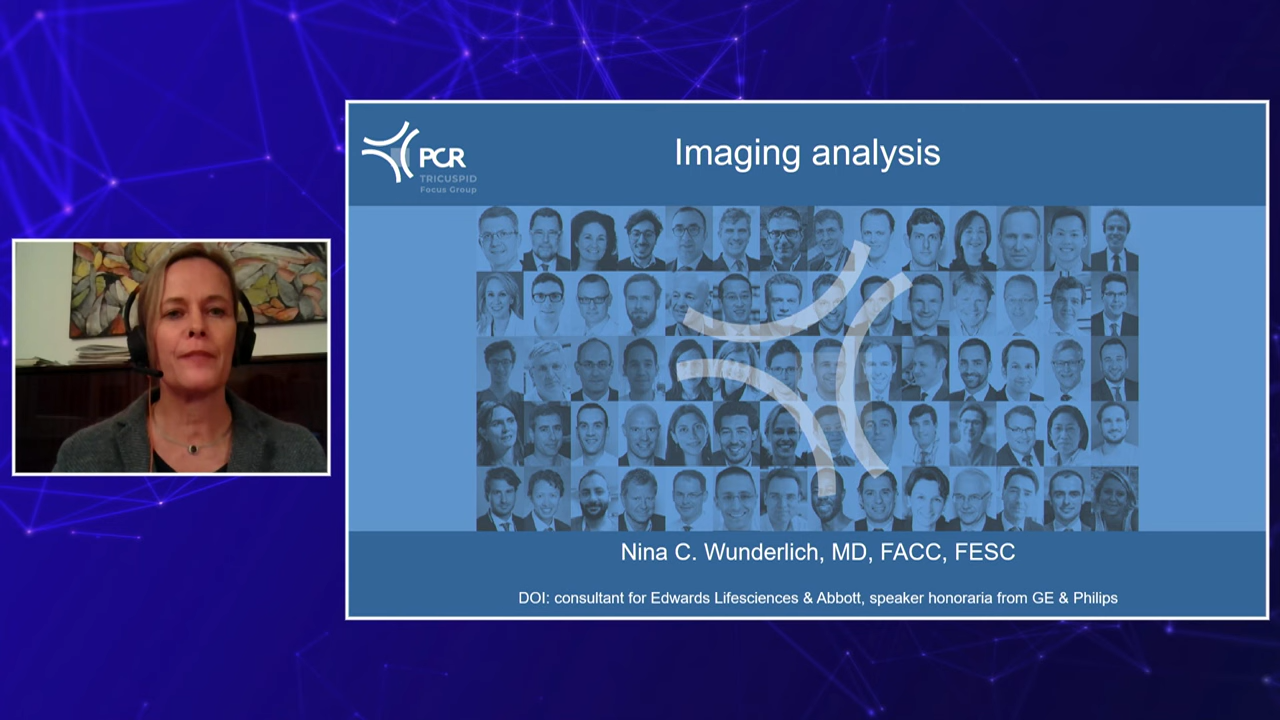 PCR
TRICUSPID
Focus Group
Imaging analysis
Nina C. Wunderlich, MD, FACC, FESC
DOI: consultant for Edwards Lifesciences & Abbott, speaker honoraria from GE & Philips